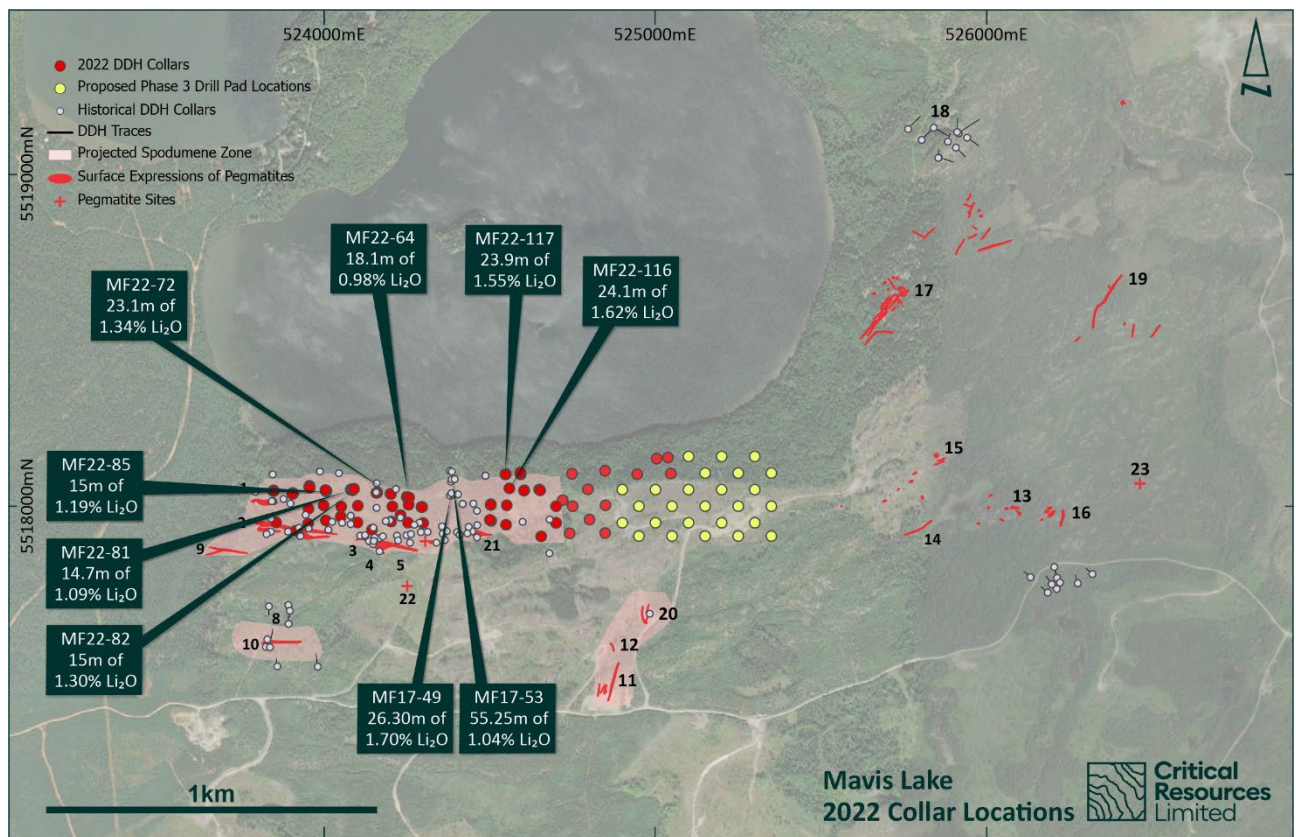 524000mE
525000mE
526000mE
5519000mN
5518000mN
N
2022 DDH Collars
Proposed Phase 3 Drill Pad Locations
Historical DDH Collars
DDH Traces
Projected Spodumene Zone
Surface Expressions of Pegmatites
Pegmatite Sites
MF22-64
18.1m of
0.98% Li₂O
MF22-117
23.9m of
1.55% Li₂O
MF22-116
24.1m of
1.62% Li₂O
MF22-72
23.1m of
1.34% Li₂O
MF22-85
15m of
1.19% Li₂O
MF22-81
14.7m of
1.09% Li₂O
MF22-82
15m of
1.30% Li₂O
MF17-49
26.30m of
1.70% Li₂O
MF17-53
55.25m of
1.04% Li₂O
18
17
19
15
23
13
16
14
1
2
9
3
4
5
21
22
8
10
20
12
11
1km
Mavis Lake
2022 Collar Locations
Critical
Resources
Limited